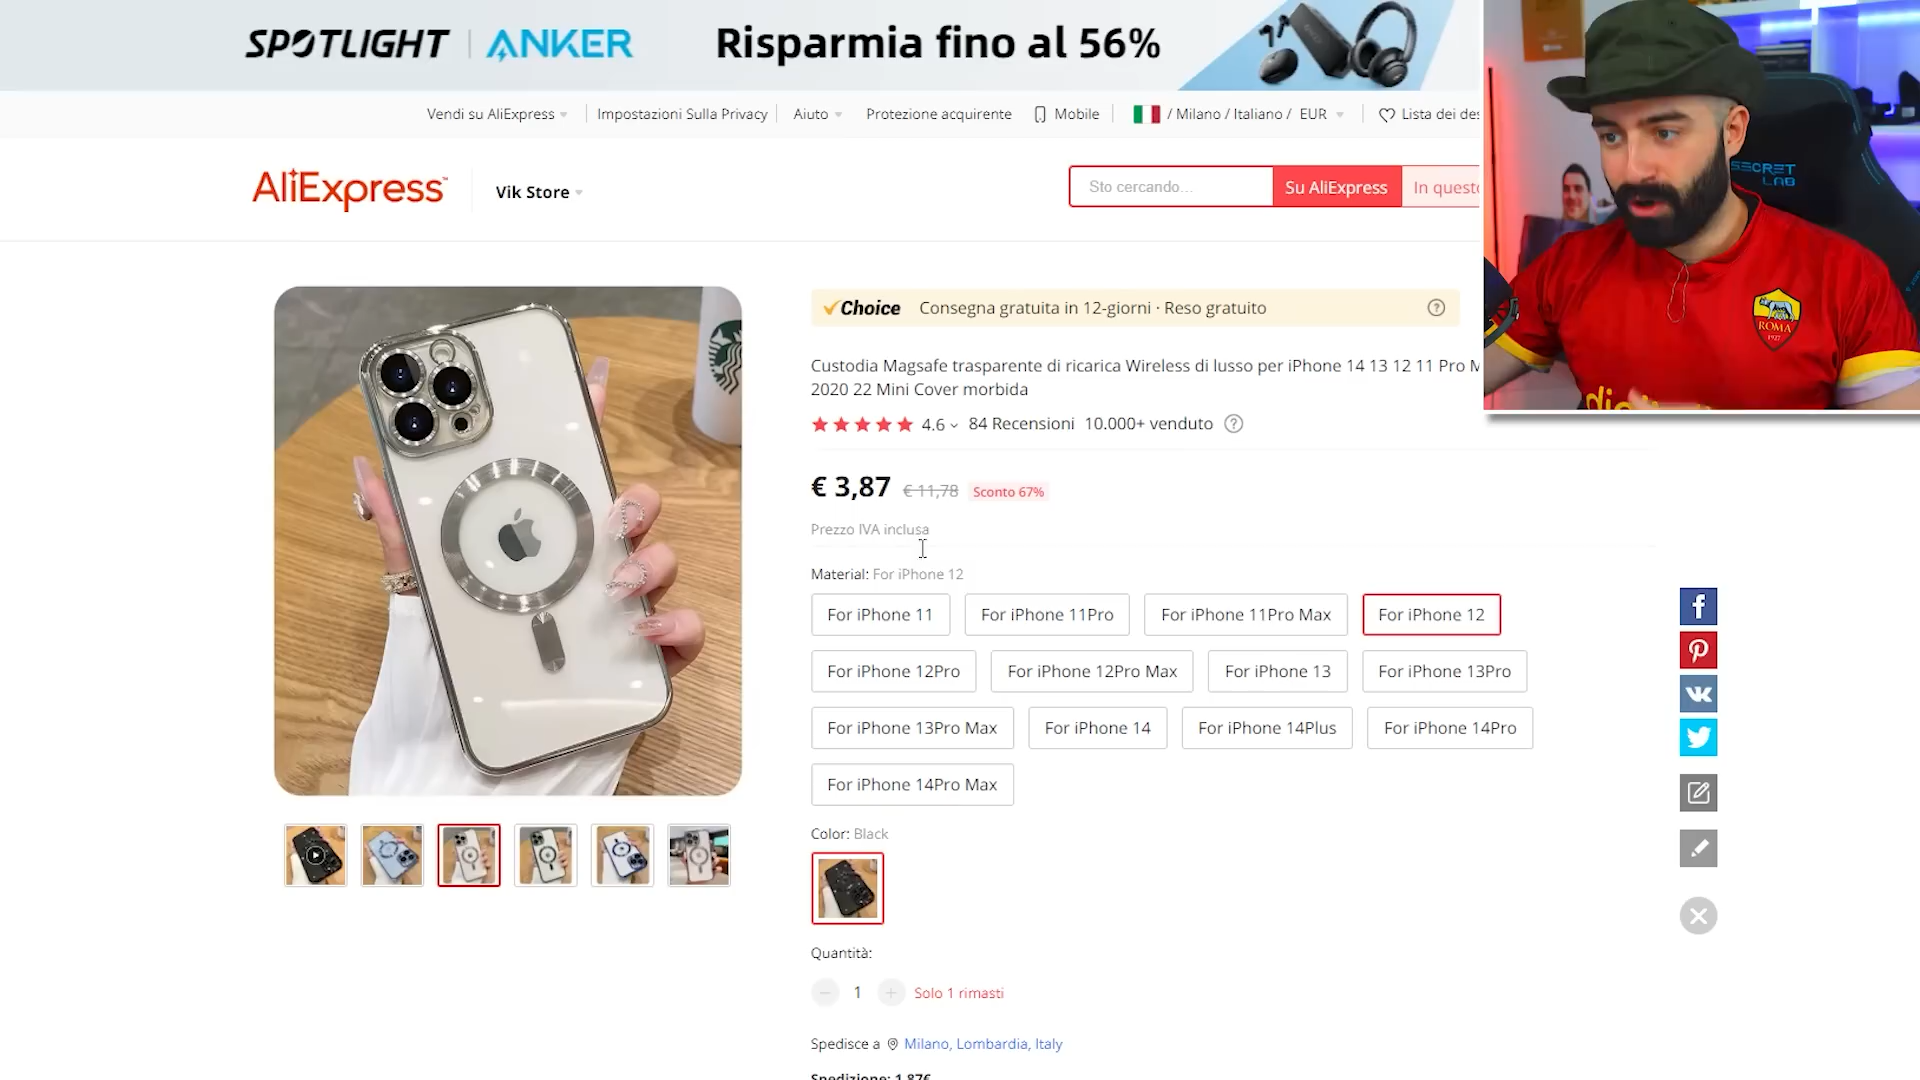 SPOTLIGHT | ANKER
Risparmia fino al 56%
Vendi su AliExpress
Impostazioni Sulla Privacy
Aiuto
Protezione acquirente
Mobile
/ Milano / Italiano / EUR
Lista dei des
AliExpress
Vik Store
Sto cercando...
Su AliExpress
In questo
SECRET
LAB
ROMA
1927
Choice Consegna gratuita in 12-giorni · Reso gratuito
Custodia Magsafe trasparente di ricarica Wireless di lusso per iPhone 14 13 12 11 Pro M
2020 22 Mini Cover morbida
4.6 84 Recensioni 10.000+ venduto
€ 3,87 € 11,78 Sconto 67%
Prezzo IVA inclusa
Material: For iPhone 12
For iPhone 11
For iPhone 11Pro
For iPhone 11Pro Max
For iPhone 12
For iPhone 12Pro
For iPhone 12Pro Max
For iPhone 13
For iPhone 13Pro
For iPhone 13Pro Max
For iPhone 14
For iPhone 14Plus
For iPhone 14Pro
For iPhone 14Pro Max
Color: Black
Quantità:
1
Solo 1 rimasti
Spedisce a Milano, Lombardia, Italy
Spedizione: 1,87€